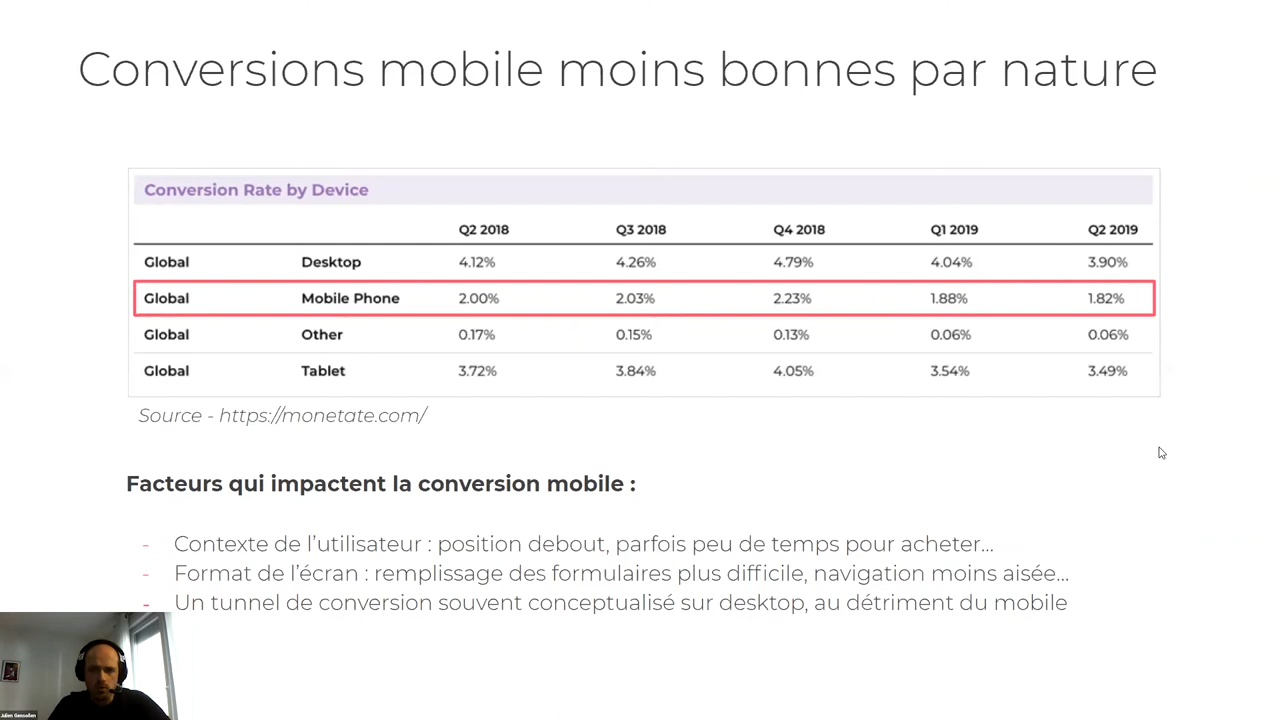 Conversions mobile moins bonnes par nature
Conversion Rate by Device
Q2 2018 Q3 2018 Q4 2018 Q1 2019 Q2 2019
Global Desktop 4.12% 4.26% 4.79% 4.04% 3.90%
Global Mobile Phone 2.00% 2.03% 2.23% 1.88% 1.82%
Global Other 0.17% 0.15% 0.13% 0.06% 0.06%
Global Tablet 3.72% 3.84% 4.05% 3.54% 3.49%
Source - https://monetate.com/
Facteurs qui impactent la conversion mobile :
- Contexte de l’utilisateur : position debout, parfois peu de temps pour acheter...
- Format de l’écran : remplissage des formulaires plus difficile, navigation moins aisée...
- Un tunnel de conversion souvent conceptualisé sur desktop, au détriment du mobile
Julien Gensollen